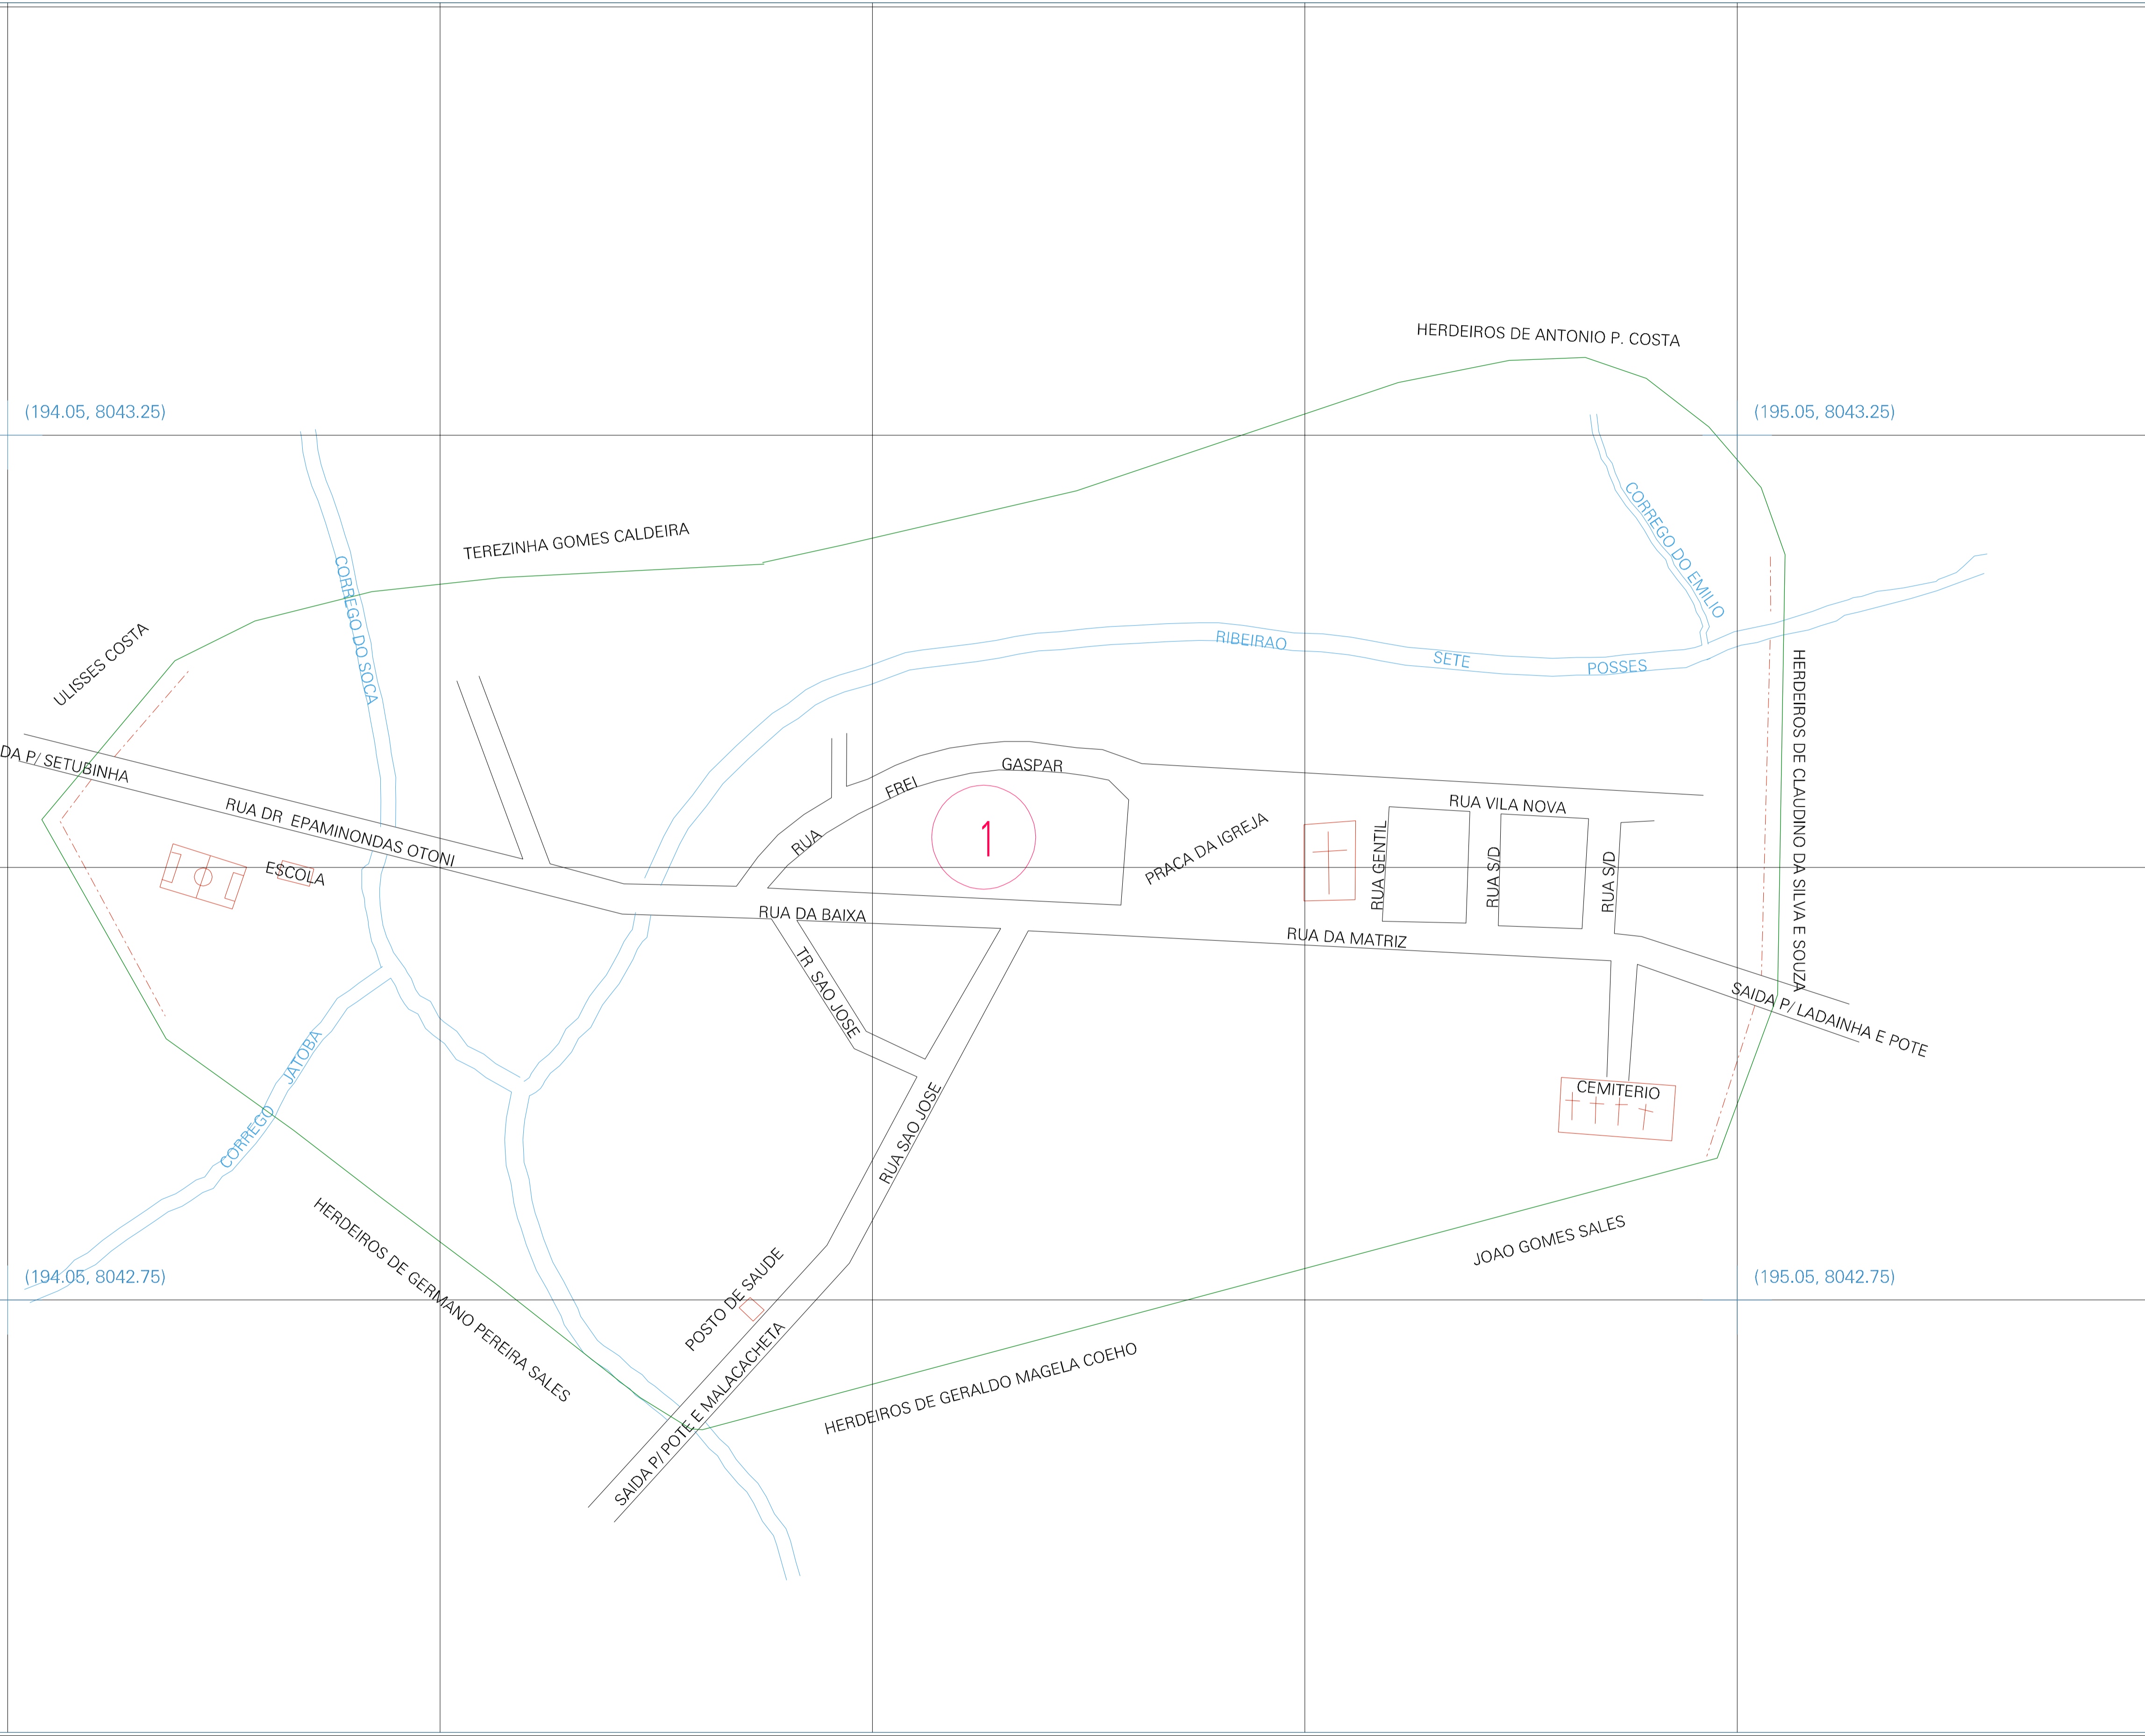 HERDEIROS DE ANTONIO P. COSTA
(194.05, 8043.25)
(195.05, 8043.25)
CORREGO DO EMILIO
TEREZINHA GOMES CALDEIRA
CORREGO DO SOCA
ULISSES COSTA
RIBEIRAO SETE POSSES
HERDEIROS DE CLAUDINO DA SILVA E SOUZA
DA P/ SETUBINHA
RUA DR EPAMINONDAS OTONI
RUA FREI GASPAR
1
RUA VILA NOVA
PRACA DA IGREJA
RUA GENTIL
RUA S/D
RUA S/D
ESCOLA
RUA DA BAIXA
RUA DA MATRIZ
TR SAO JOSE
SAIDA P/ LADAINHA E POTE
CORREGO JATOBA
RUA SAO JOSE
CEMITERIO
JOAO GOMES SALES
HERDEIROS DE GERMANO PEREIRA SALES
POSTO DE SAUDE
(194.05, 8042.75)
(195.05, 8042.75)
SAIDA P/ POTE E MALACACHETA
HERDEIROS DE GERALDO MAGELA COEHO